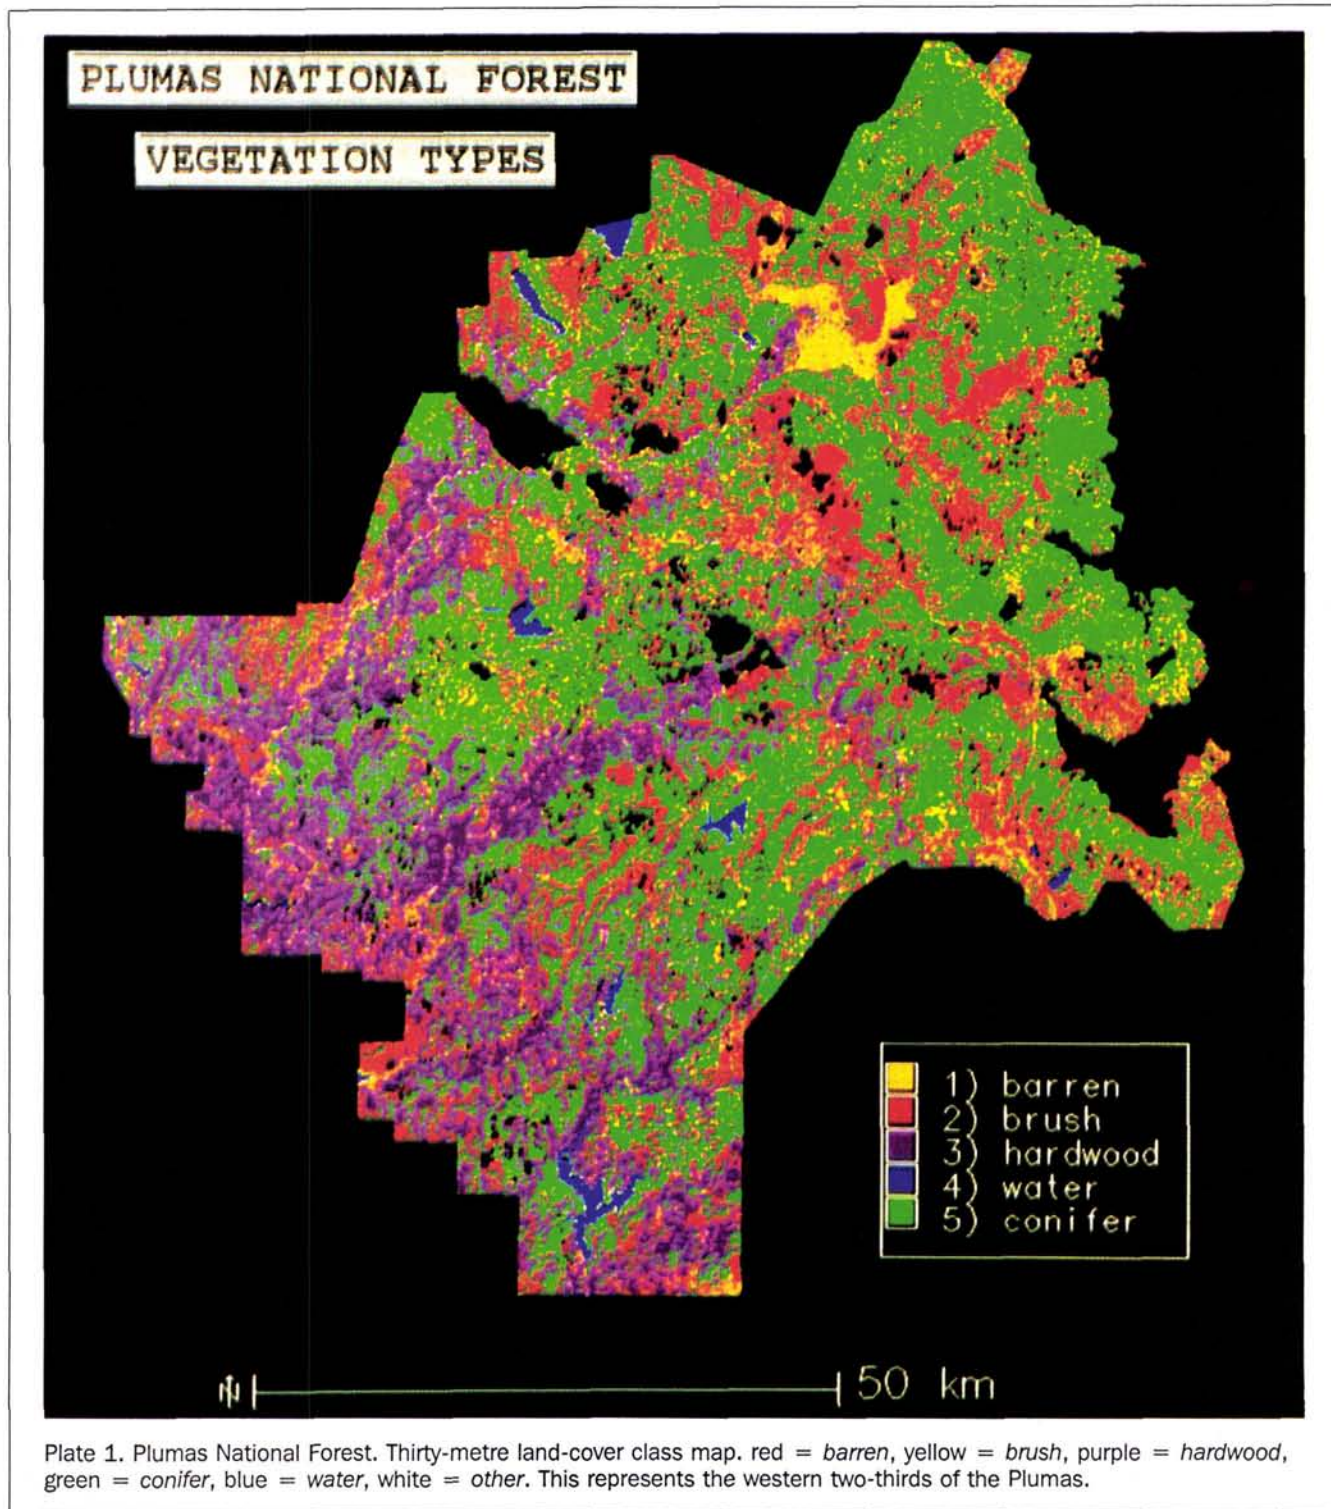 PLUMAS NATIONAL FOREST
VEGETATION TYPES
1) barren
2) brush
3) hardwood
4) water
5) conifer
N
50 km
Plate 1. Plumas National Forest. Thirty-metre land-cover class map. red = barren, yellow = brush, purple = hardwood,
green = conifer, blue = water, white = other. This represents the western two-thirds of the Plumas.